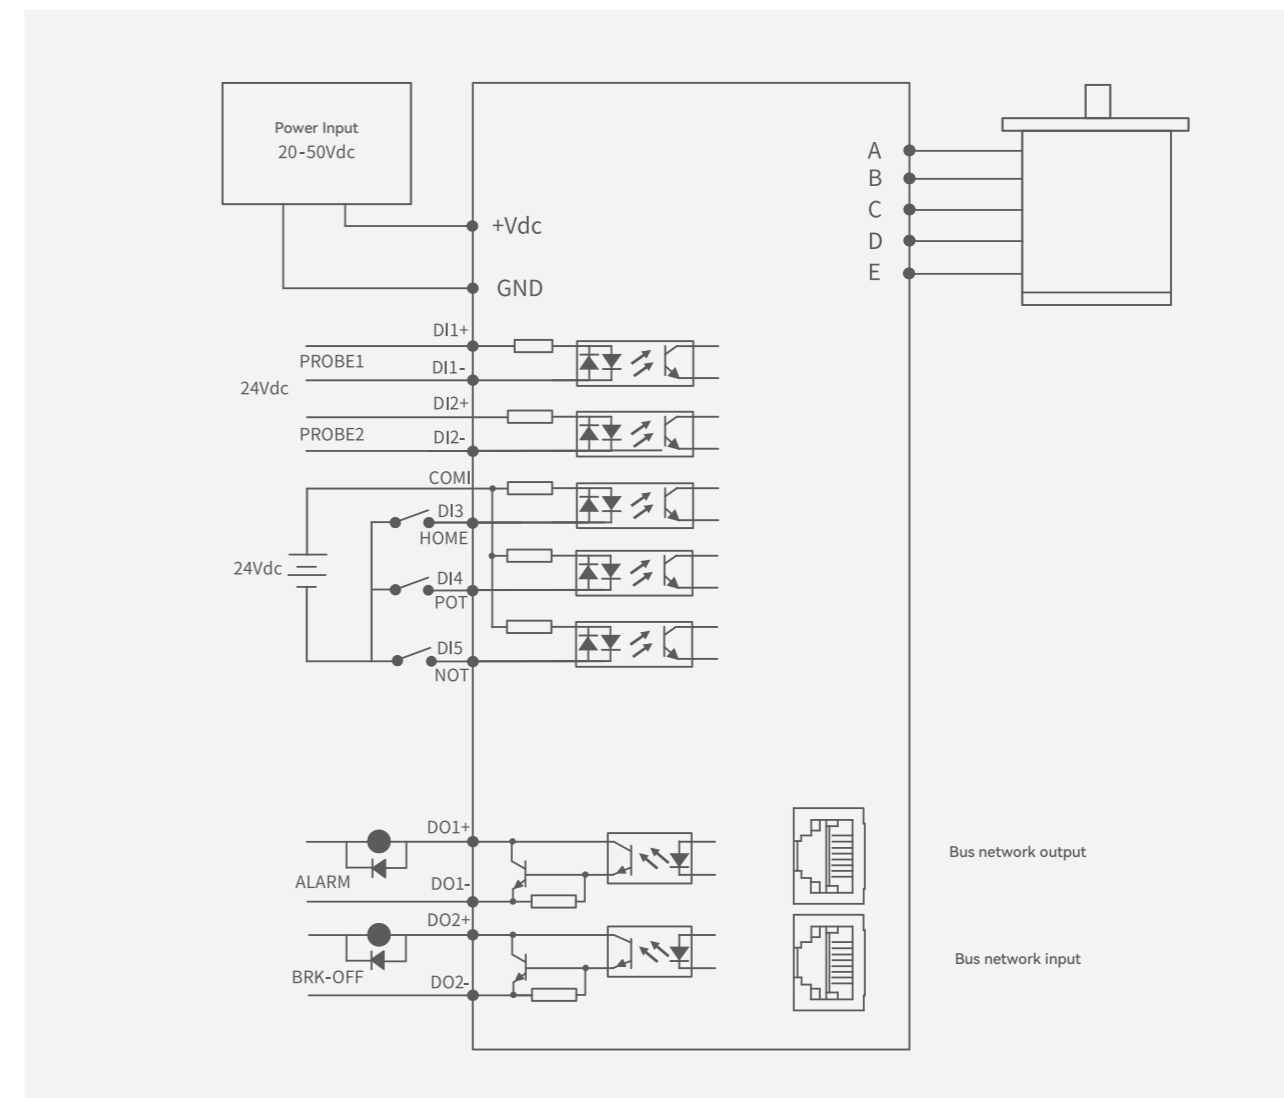 Power Input
20-50Vdc
+Vdc
GND
A
B
C
D
E
DI1+
PROBE1
DI1-
24Vdc
DI2+
PROBE2
DI2-
COMI
DI3
HOME
24Vdc
DI4
POT
DI5
NOT
DO1+
ALARM
DO1-
DO2+
BRK-OFF
DO2-
Bus network output
Bus network input